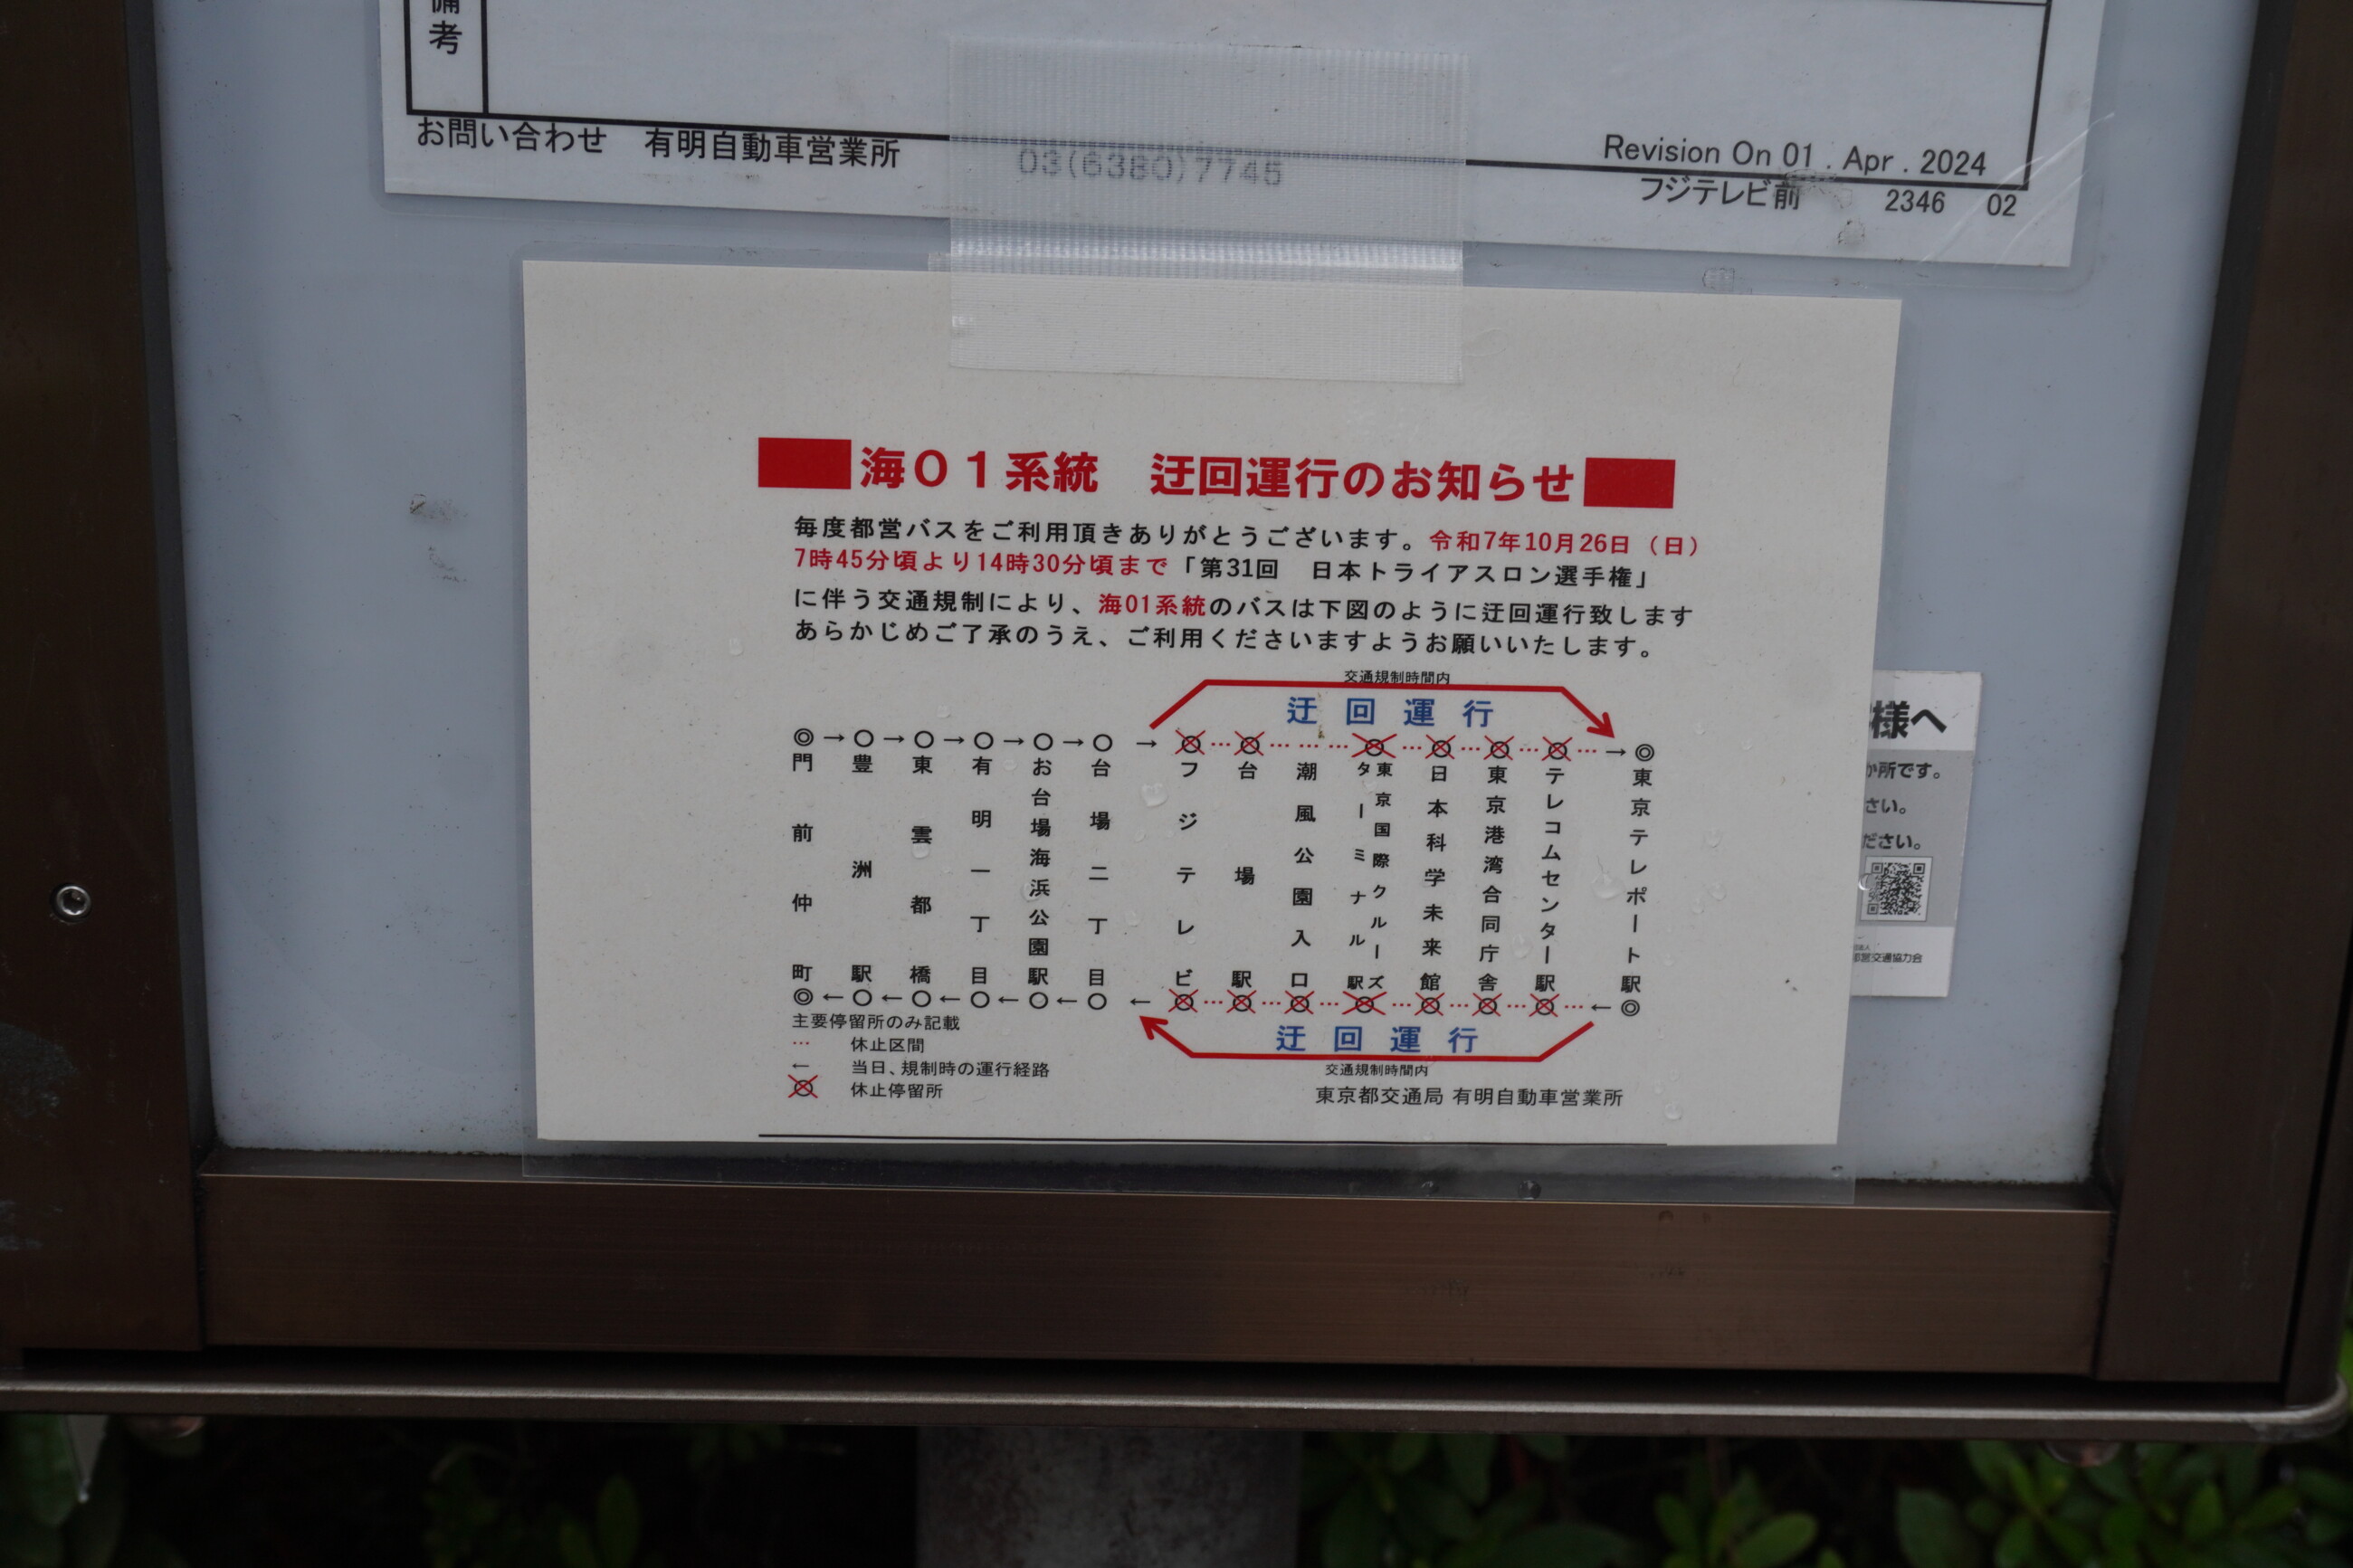 備考
お問い合わせ　有明自動車営業所　03(6380)7745
Revision On 01 . Apr . 2024
フジテレビ前　2346　02
海０１系統　迂回運行のお知らせ
毎度都営バスをご利用頂きありがとうございます。令和7年10月26日（日）
7時45分頃より14時30分頃まで「第31回　日本トライアスロン選手権」
に伴う交通規制により、海01系統のバスは下図のように迂回運行致します
あらかじめご了承のうえ、ご利用くださいますようお願いいたします。
交通規制時間内
迂回運行
◎→○→○→○→○→○ → … … … … … … →◎
門前仲町
豊洲駅
東雲都橋
有明一丁目
お台場海浜公園駅
台場二丁目
フジテレビ
台場駅
潮風公園入口
東京国際クルーズターミナル駅
日本科学未来館
東京港湾合同庁舎
テレコムセンター駅
東京テレポート駅
◎←○←○←○←○←○ ← … … … … … … … ←◎
迂回運行
交通規制時間内
主要停留所のみ記載
… 休止区間
← 当日、規制時の運行経路
休止停留所
東京都交通局 有明自動車営業所
様へ
か所です。
さい。
ださい。
都営交通協力会